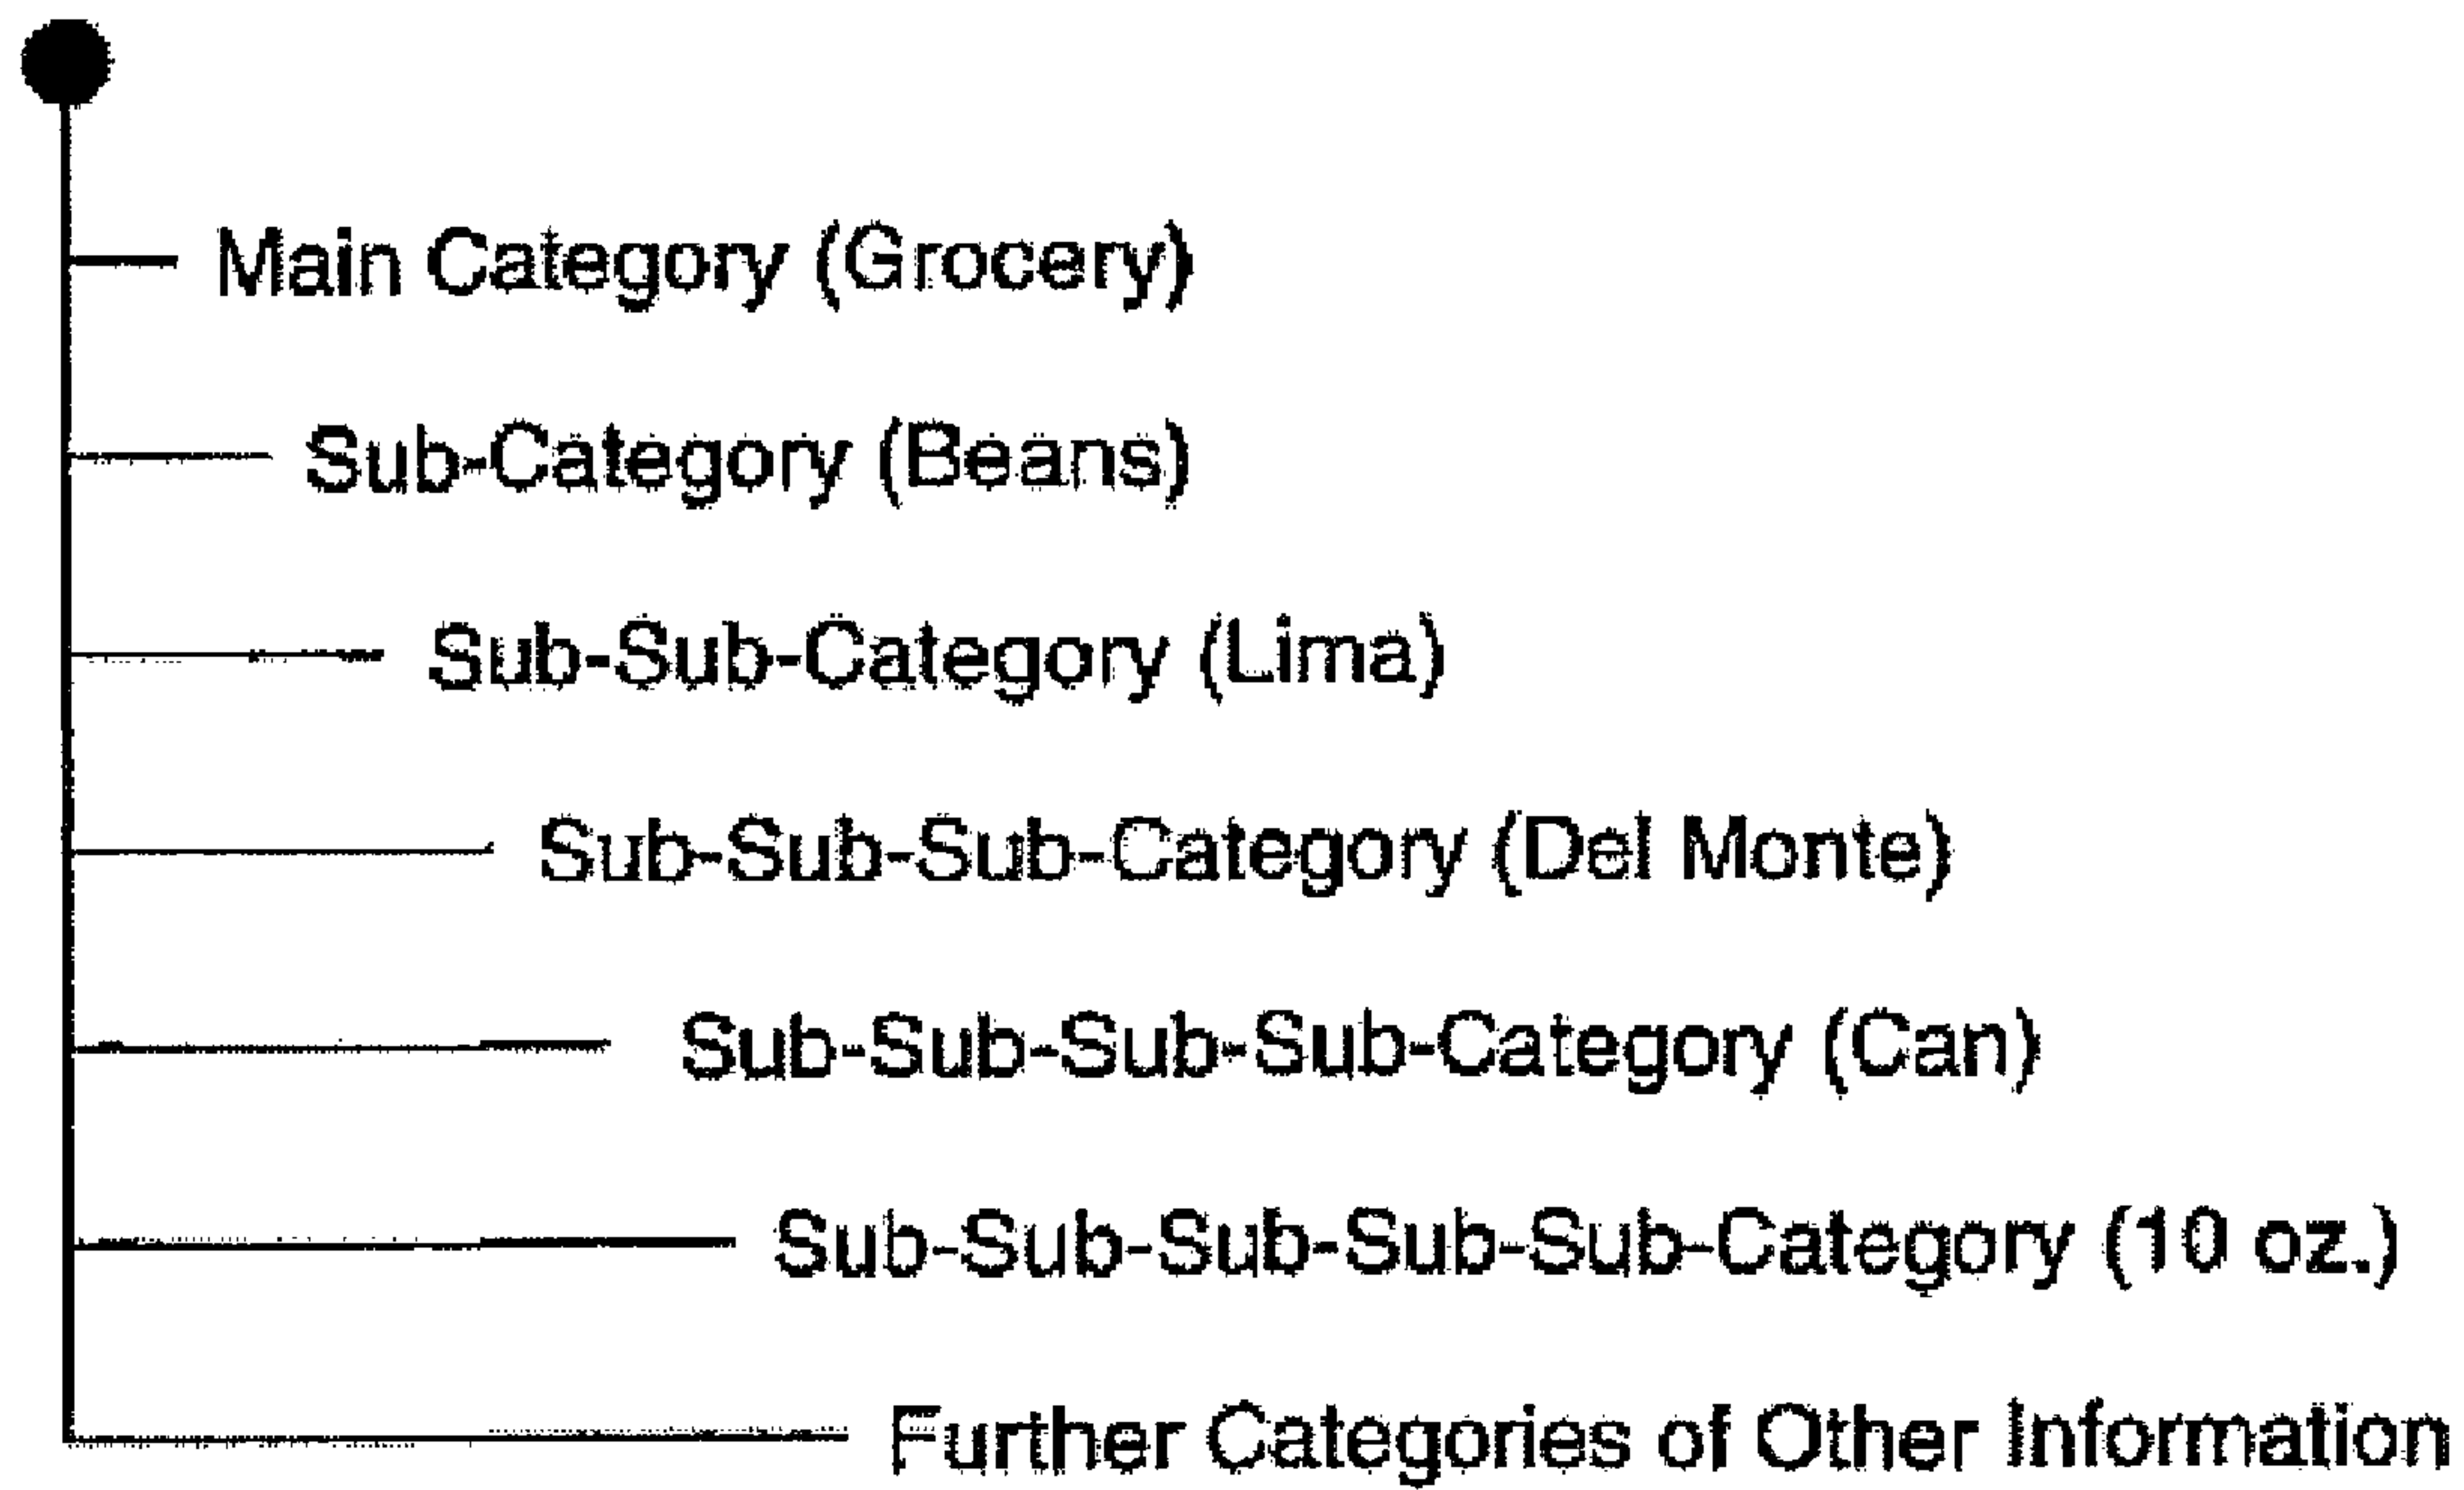 Main Category (Grocery)
Sub-Category (Beans)
Sub-Sub-Category (Lima)
Sub-Sub-Sub-Category (Del Monte)
Sub-Sub-Sub-Sub-Category (Can)
Sub-Sub-Sub-Sub-Sub-Category (10 oz.)
Further Categories of Other Information